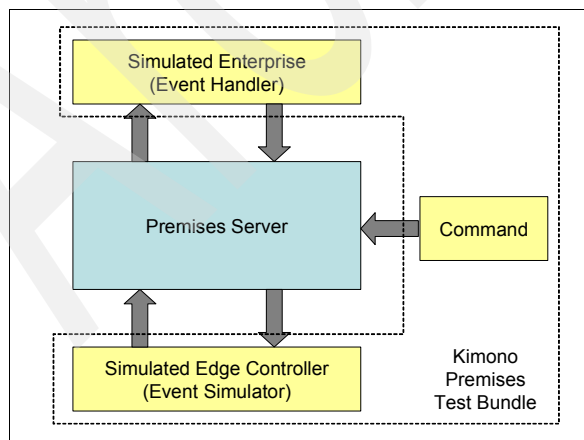 Simulated Enterprise
(Event Handler)
Premises Server
Command
Simulated Edge Controller
(Event Simulator)
Kimono
Premises
Test Bundle